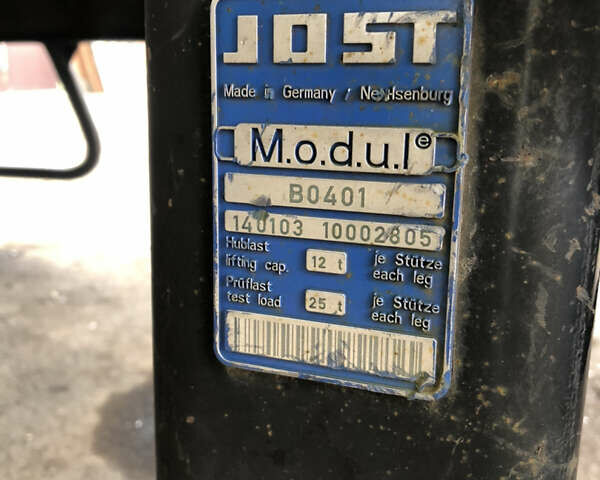 JOST
Made in Germany / Neu-Isenburg
M.o.d.u.l e
B0401
140103 10002805
Hublast je Stütze
lifting cap. 12 t each leg
Prüflast je Stütze
test load 25 t each leg